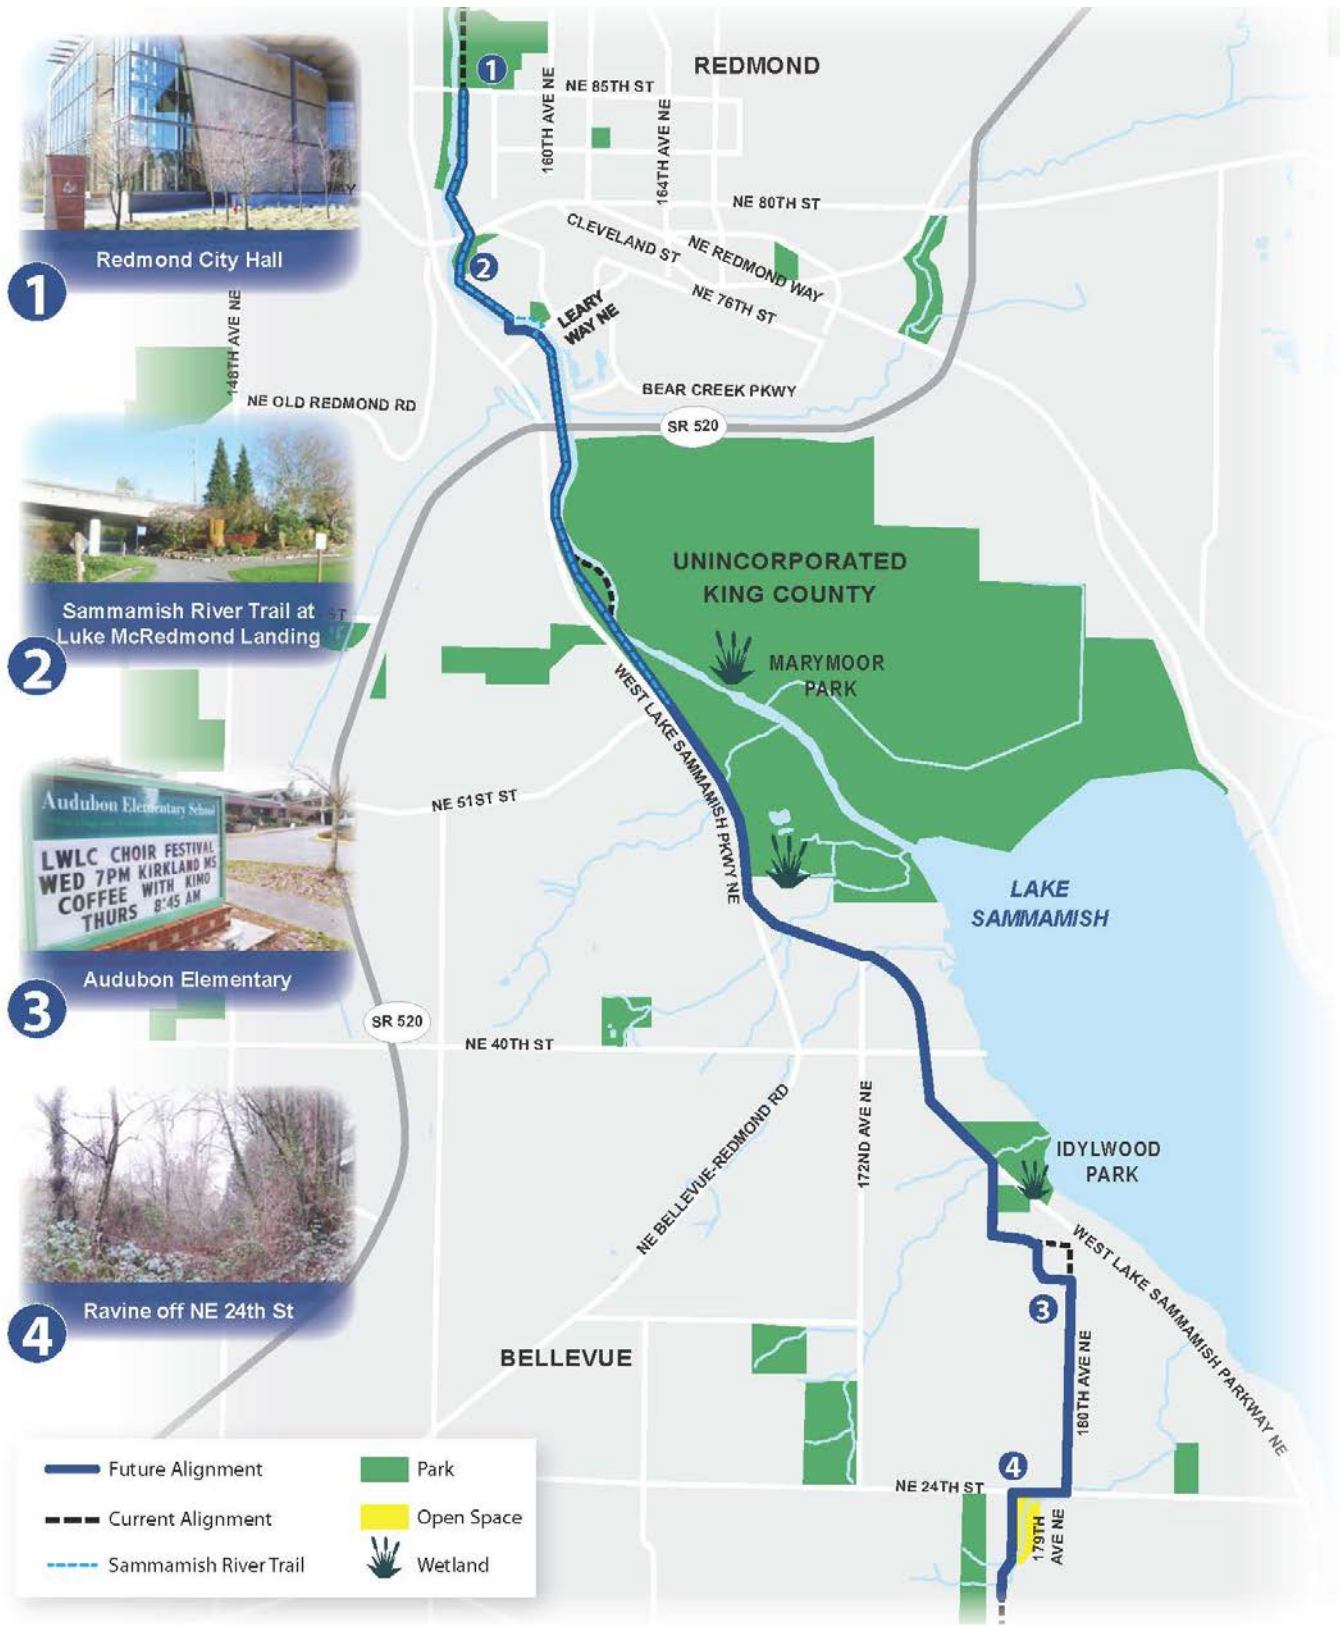 REDMOND
1
NE 85TH ST
160TH AVE NE
164TH AVE NE
NE 80TH ST
CLEVELAND ST
NE REDMOND WAY
NE 76TH ST
2
LEARY
WAY NE
BEAR CREEK PKWY
148TH AVE NE
NE OLD REDMOND RD
SR 520
WAY
Redmond City Hall
1
Sammamish River Trail at
Luke McRedmond Landing
ST
2
UNINCORPORATED
KING COUNTY
MARYMOOR
PARK
WEST LAKE SAMMAMISH PKWY NE
NE 51ST ST
Audubon Elementary School
LWLC CHOIR FESTIVAL
WED 7PM KIRKLAND MS
COFFEE WITH KIMO
THURS 8:45 AM
Audubon Elementary
3
LAKE
SAMMAMISH
SR 520
NE 40TH ST
172ND AVE NE
NE BELLEVUE-REDMOND RD
IDYLWOOD
PARK
WEST LAKE SAMMAMISH PARKWAY NE
3
Ravine off NE 24th St
4
BELLEVUE
180TH AVE NE
4
NE 24TH ST
179TH
AVE NE
Future Alignment
Current Alignment
Sammamish River Trail
Park
Open Space
Wetland